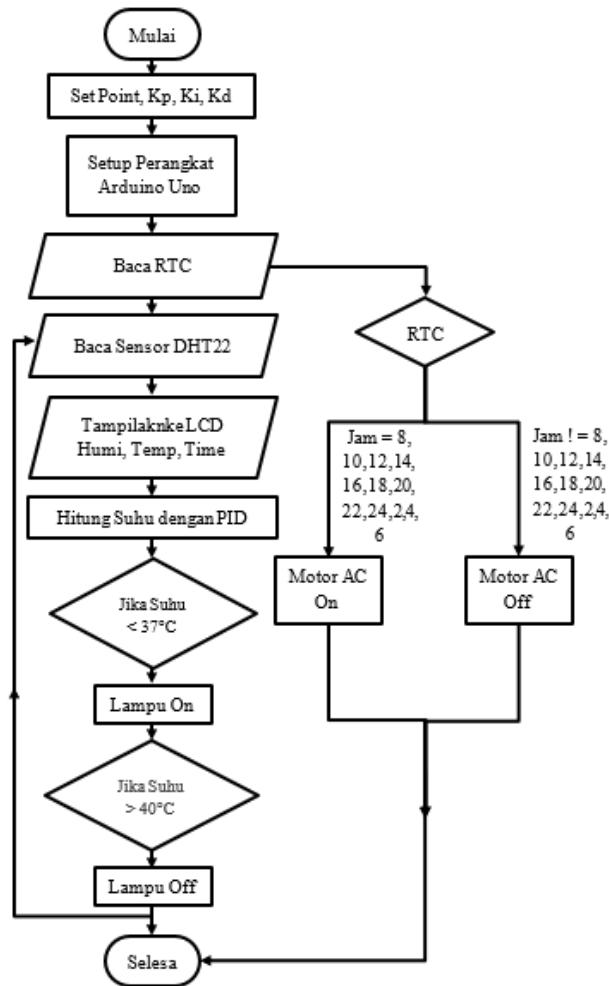 Mulai
Set Point, Kp, Ki, Kd
Setup Perangkat
Arduino Uno
Baca RTC
RTC
Baca Sensor DHT22
Tampilaknke LCD
Humi, Temp, Time
Hitung Suhu dengan PID
Jika Suhu
< 37°C
Lampu On
Jika Suhu
> 40°C
Lampu Off
Selesa
Jam = 8,
10,12,14,
16,18,20,
22,24,2,4,
6
Motor AC
On
Jam ! = 8,
10,12,14,
16,18,20,
22,24,2,4,
6
Motor AC
Off